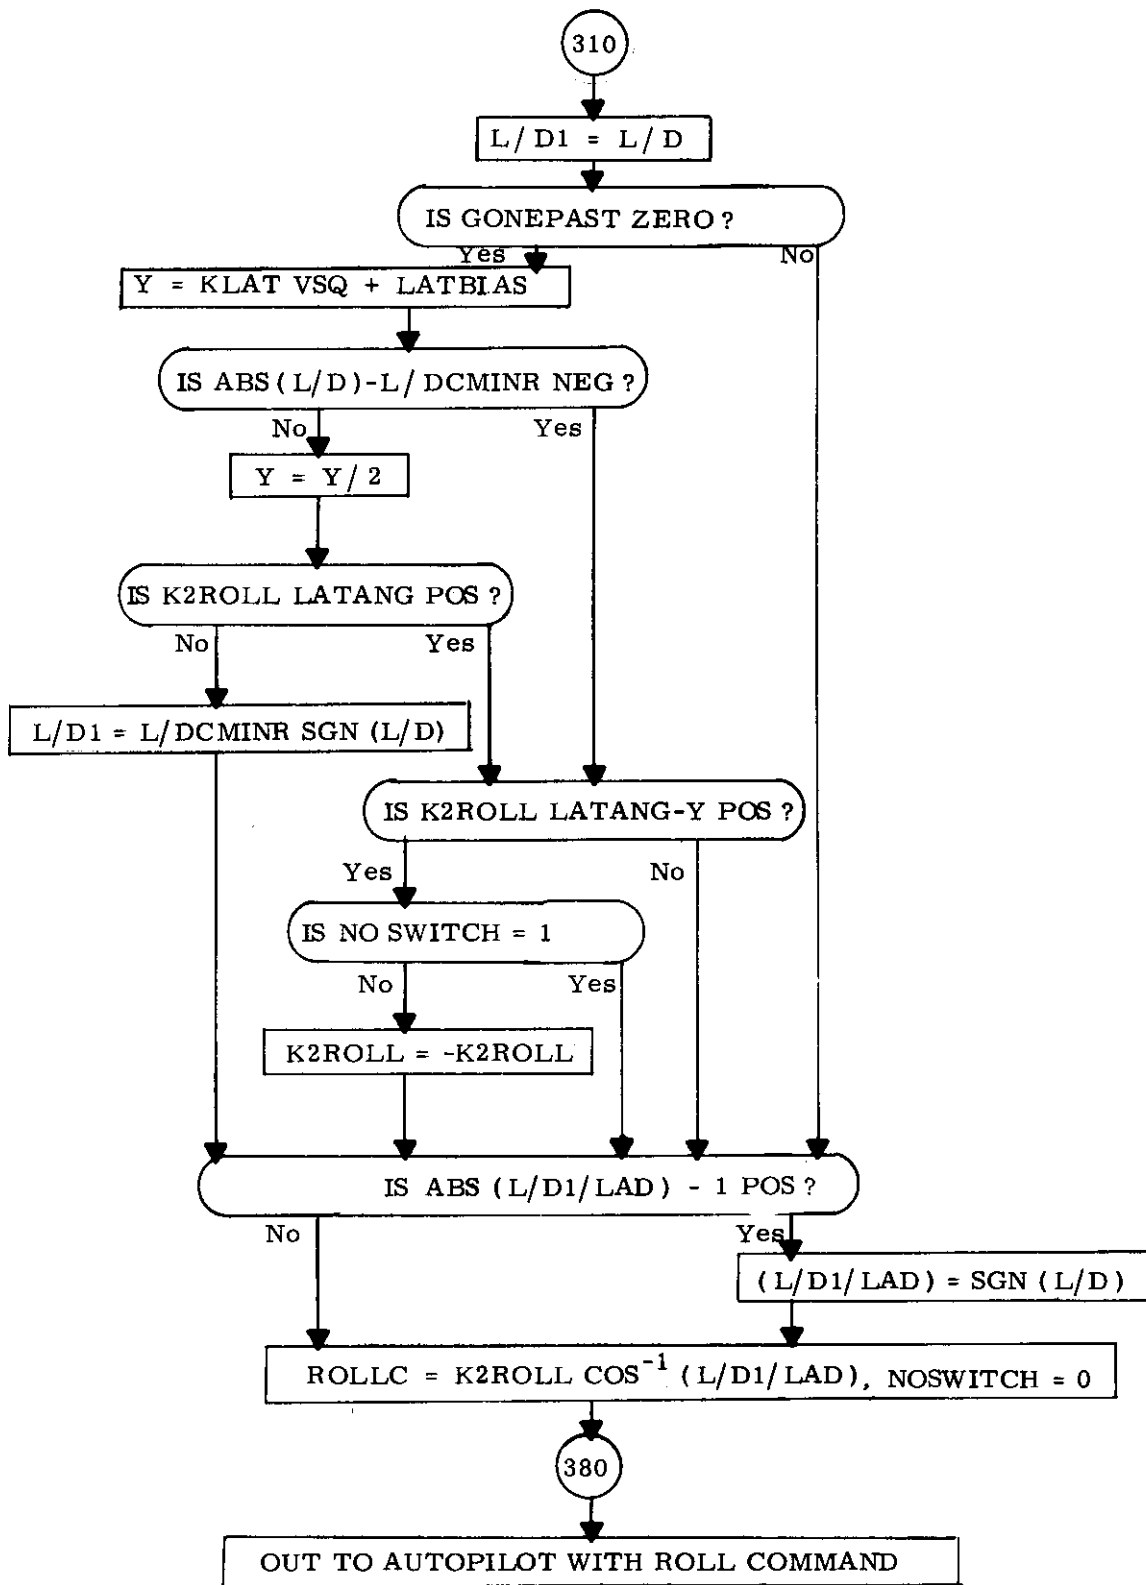 310
L/D1 = L/D
IS GONEPAST ZERO?
Yes
No
Y = KLAT VSQ + LATBIAS
IS ABS(L/D)-L/DCMINR NEG?
No
Yes
Y = Y/2
IS K2ROLL LATANG POS?
No
Yes
L/D1 = L/DCMINR SGN (L/D)
IS K2ROLL LATANG-Y POS?
Yes
No
IS NO SWITCH = 1
No
Yes
K2ROLL = -K2ROLL
IS ABS (L/D1/LAD) - 1 POS?
No
Yes
(L/D1/LAD) = SGN (L/D)
ROLLC = K2ROLL COS⁻¹ (L/D1/LAD), NOSWITCH = 0
380
OUT TO AUTOPILOT WITH ROLL COMMAND